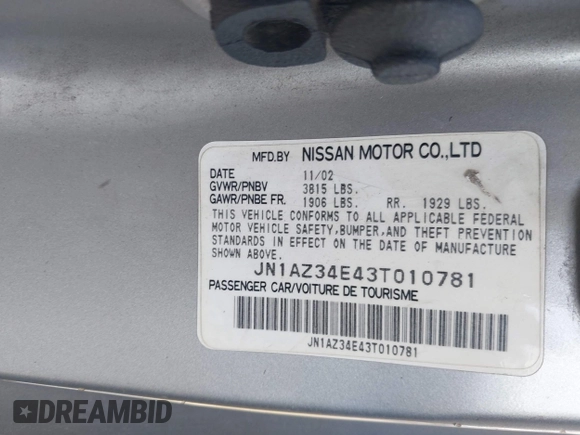 MFD.BY NISSAN MOTOR CO.,LTD
DATE 11/02
GVWR/PNBV 3815 LBS.
GAWR/PNBE FR. 1906 LBS. RR. 1929 LBS.
THIS VEHICLE CONFORMS TO ALL APPLICABLE FEDERAL
MOTOR VEHICLE SAFETY,BUMPER,AND THEFT PREVENTION
STANDARDS IN EFFECT ON THE DATE OF MANUFACTURE
SHOWN ABOVE.
JN1AZ34E43T010781
PASSENGER CAR/VOITURE DE TOURISME
JN1AZ34E43T010781
DREAMBID